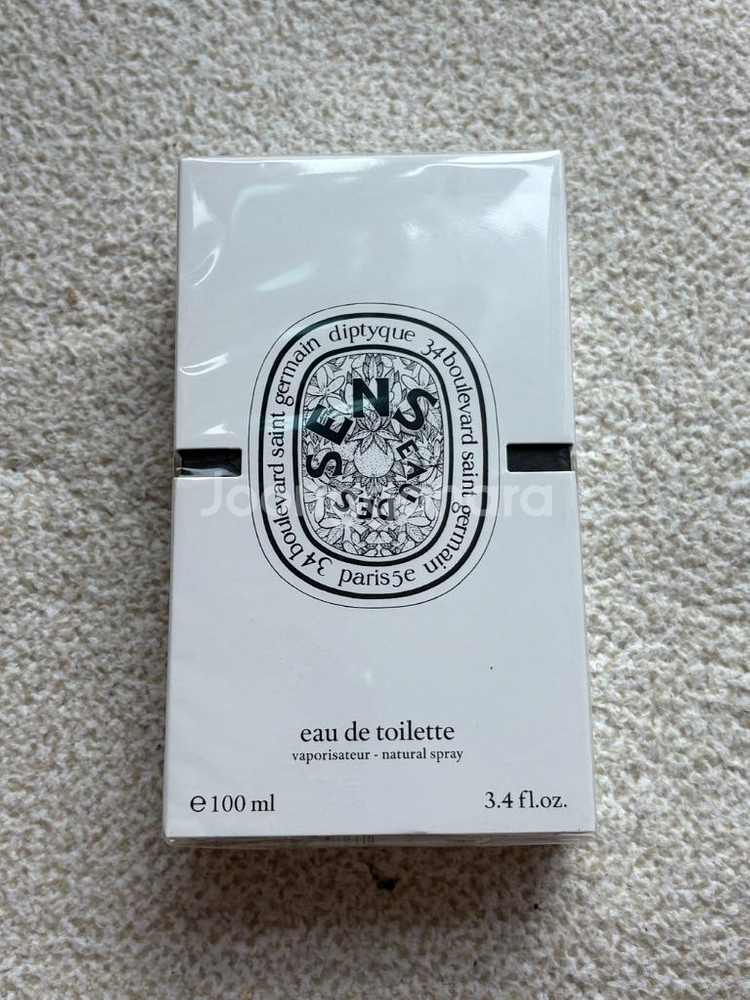 diptyque 34 boulevard saint germain paris5e 34 boulevard saint germain
EAU DES SENS
eau de toilette
vaporisateur - natural spray
℮ 100 ml
3.4 fl.oz.